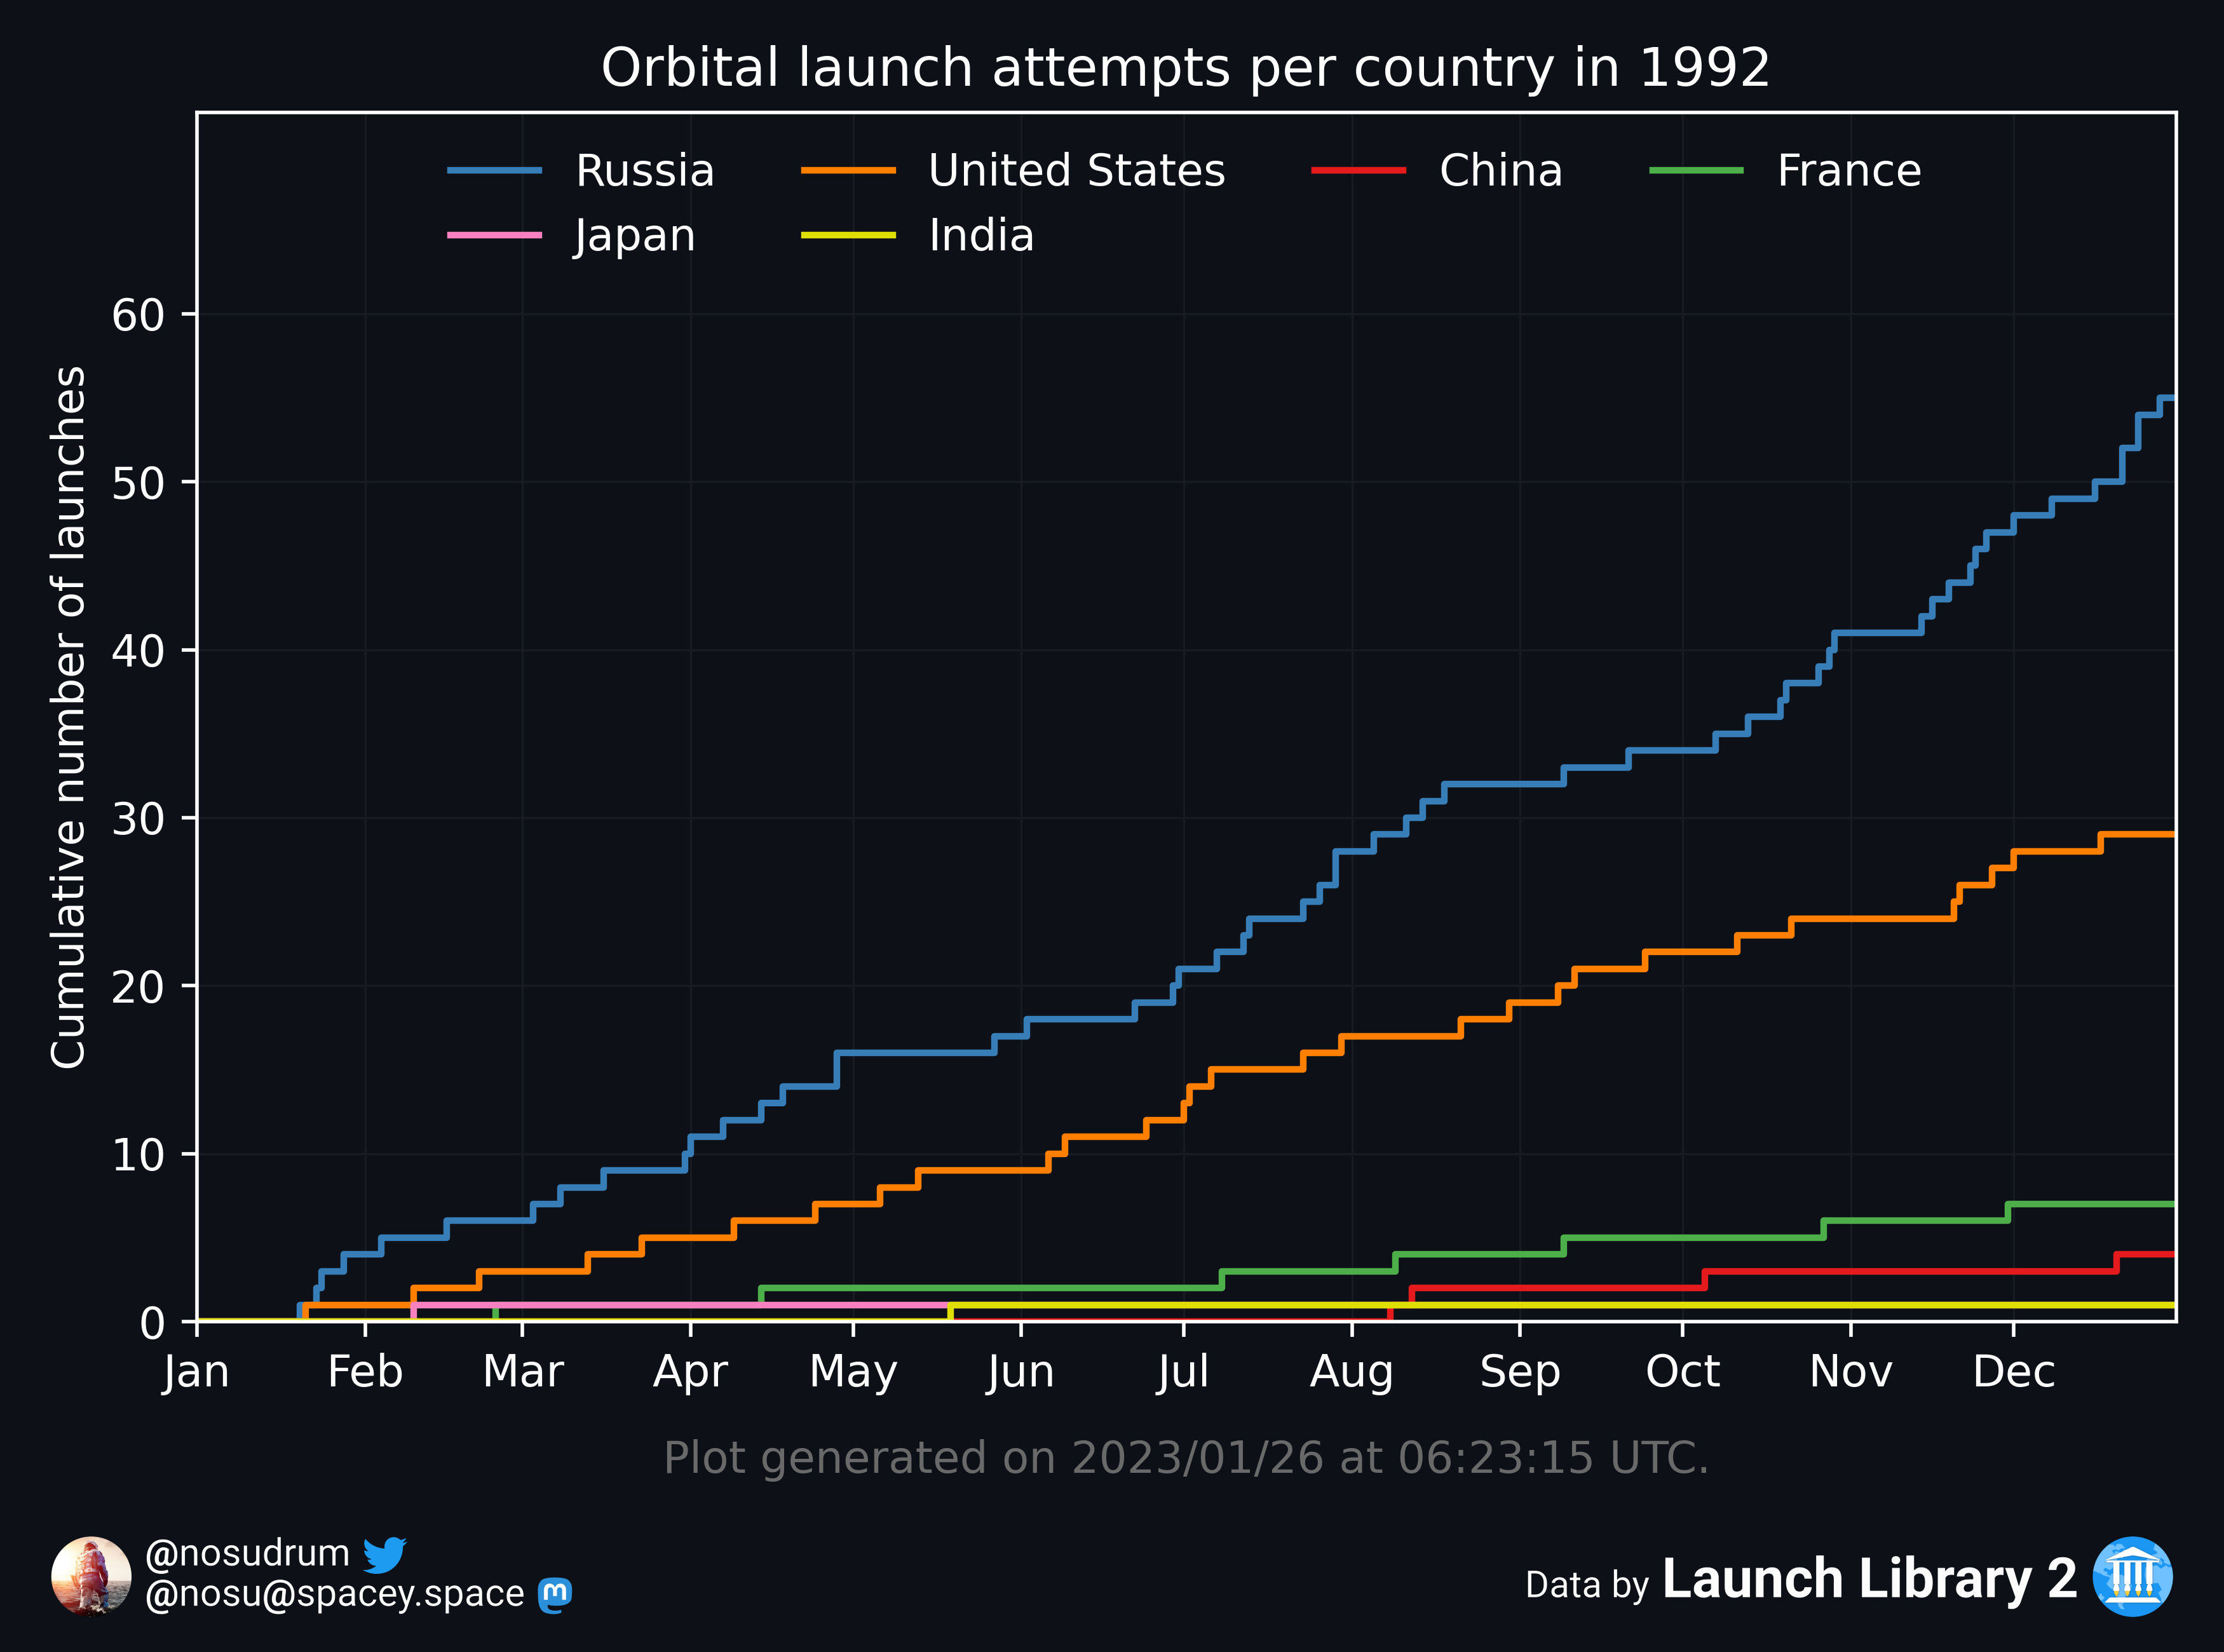 Orbital launch attempts per country in 1992
Russia United States China France
Japan India
Cumulative number of launches
60
50
40
30
20
10
0
Jan Feb Mar Apr May Jun Jul Aug Sep Oct Nov Dec
Plot generated on 2023/01/26 at 06:23:15 UTC.
@nosudrum
@nosu@spacey.space
Data by Launch Library 2